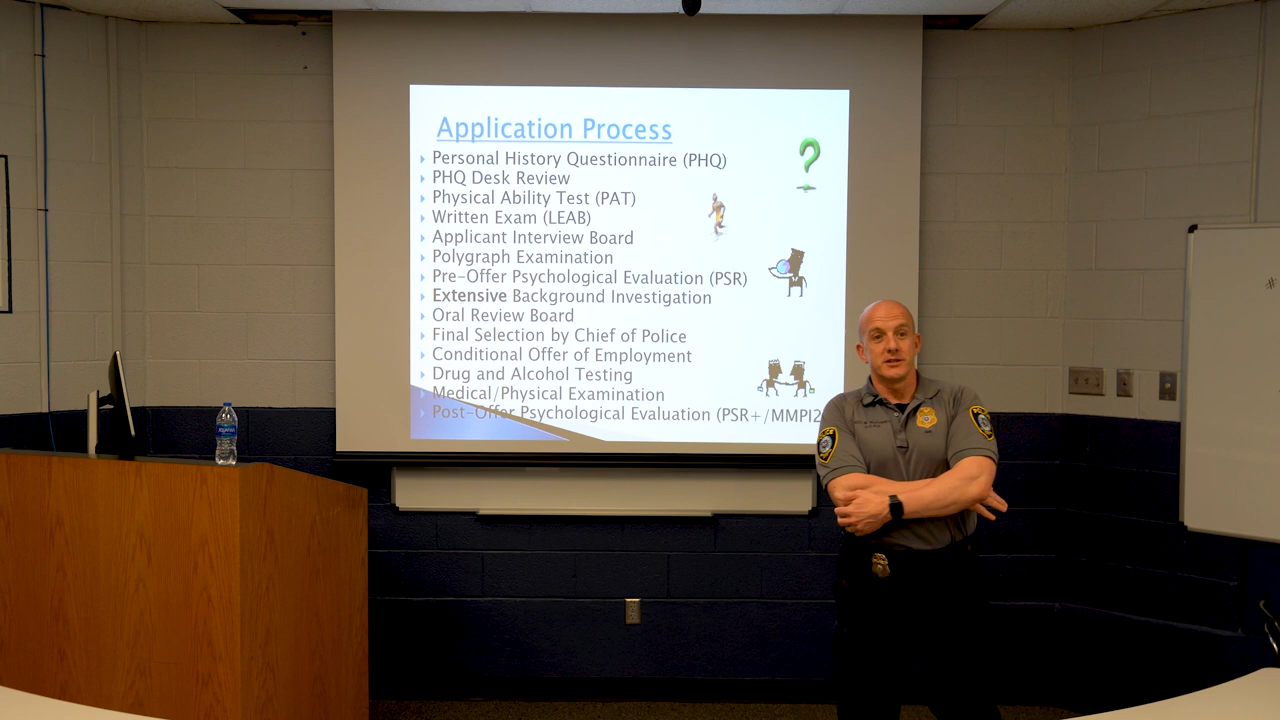 Application Process
Personal History Questionnaire (PHQ)
PHQ Desk Review
Physical Ability Test (PAT)
Written Exam (LEAB)
Applicant Interview Board
Polygraph Examination
Pre-Offer Psychological Evaluation (PSR)
Extensive Background Investigation
Oral Review Board
Final Selection by Chief of Police
Conditional Offer of Employment
Drug and Alcohol Testing
Medical/Physical Examination
Post-Offer Psychological Evaluation (PSR+/MMPI2
POLICE
POLICE